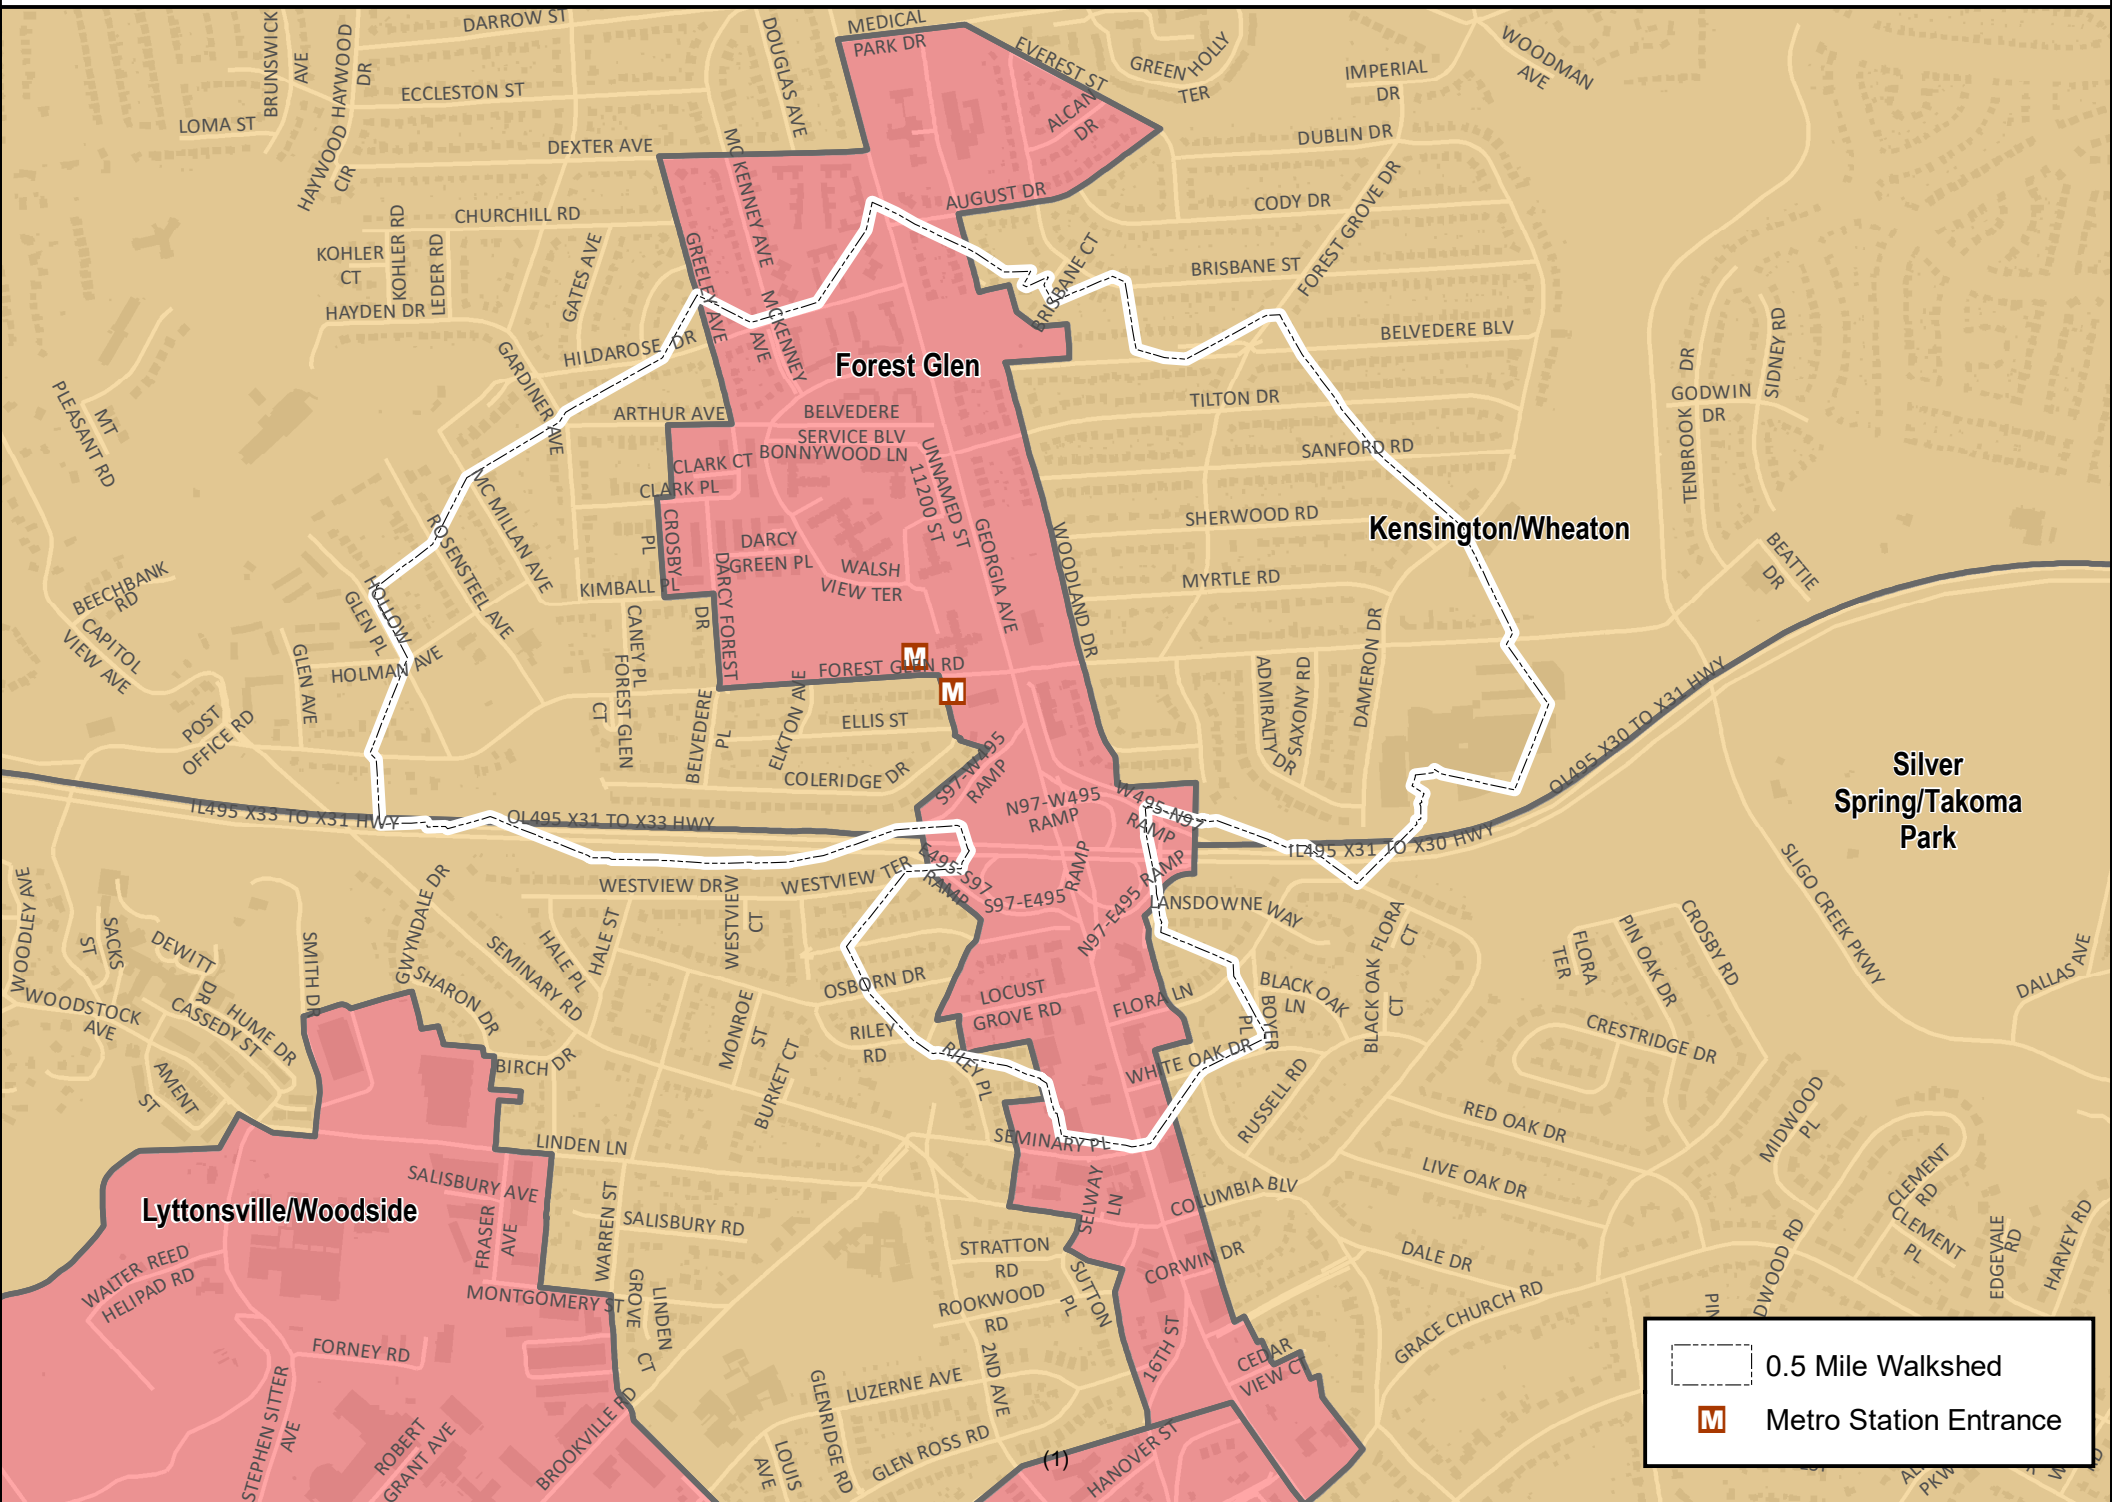 DARROW ST
DOUGLAS AVE
MEDICAL
PARK DR
EVEREST ST
GREEN HOLLY
TER
WOODMAN
AVE
IMPERIAL
DR
BRUNSWICK
AVE
HAYWOOD HAYWOOD
DR
CIR
ECCLESTON ST
ALCAN
DR
LOMA ST
DUBLIN DR
DEXTER AVE
MC KENNEY AVE
AUGUST DR
CODY DR
FOREST GROVE DR
CHURCHILL RD
KOHLER
CT
KOHLER RD
LEDER RD
GATES AVE
GREELEY AVE
BRISBANE CT
BRISBANE ST
HAYDEN DR
MCKENNEY
AVE
HILDAROSE DR
BELVEDERE BLV
SIDNEY RD
GARDINER AVE
Forest Glen
GODWIN
DR
TENBROOK DR
MT
PLEASANT RD
ARTHUR AVE
BELVEDERE
SERVICE BLV
TILTON DR
BONNYWOOD LN
CLARK CT
CLARK PL
UNNAMED ST
11200 ST
SANFORD RD
MC MILLAN AVE
ROSENSTEEL AVE
CROSBY
PL
GEORGIA AVE
WOODLAND DR
SHERWOOD RD
Kensington/Wheaton
DARCY
GREEN PL
DARCY FOREST
DR
WALSH
VIEW TER
BEATTIE
DR
BEECHBANK
RD
KIMBALL PL
MYRTLE RD
HOLLOW
GLEN PL
CAPITOL
VIEW AVE
CANEY PL
FOREST GLEN
CT
GLEN AVE
HOLMAN AVE
M
FOREST GLEN RD
M
ADMIRALTY
DR
SAXONY RD
DAMERON DR
POST
OFFICE RD
BELVEDERE
PL
ELKTON AVE
ELLIS ST
COLERIDGE DR
S97-W495
RAMP
N97-W495
RAMP
W495-N97
RAMP
OL495 X30 TO X31 HWY
Silver
Spring/Takoma
Park
IL495 X33 TO X31 HWY
OL495 X31 TO X33 HWY
IL495 X31 TO X30 HWY
E495-S97
RAMP
S97-E495
RAMP
N97-E495 RAMP
WESTVIEW DR
WESTVIEW TER
WESTVIEW
CT
LANSDOWNE WAY
SLIGO CREEK PKWY
WOODLEY AVE
SACKS
ST
DEWITT
DR
SMITH DR
GWYNDALE DR
SHARON DR
SEMINARY RD
HALE PL
HALE ST
OSBORN DR
BLACK OAK FLORA
CT
CT
FLORA
TER
PIN OAK DR
CROSBY RD
DALLAS AVE
WOODSTOCK
AVE
CASSEDY ST
HUME DR
LOCUST
GROVE RD
FLORA LN
BLACK OAK
LN
BOYER
PL
MONROE
ST
RILEY
RD
RILEY PL
WHITE OAK DR
CRESTRIDGE DR
AMENT
ST
BIRCH DR
BURKET CT
RUSSELL RD
RED OAK DR
MIDWOOD
PL
LINDEN LN
SEMINARY PL
LIVE OAK DR
CLEMENT
RD
CLEMENT
PL
SALISBURY AVE
Lyttonsville/Woodside
FRASER
AVE
WARREN ST
SALISBURY RD
SELWAY
LN
COLUMBIA BLV
EDGEVALE
RD
HARVEY RD
WALTER REED
HELIPAD RD
STRATTON
RD
CORWIN DR
DALE DR
DWOOD RD
MONTGOMERY ST
LINDEN
GROVE
CT
ROOKWOOD
RD
SUTTON
PL
GRACE CHURCH RD
PIN
FORNEY RD
16TH ST
CEDAR
VIEW CT
2ND AVE
LUZERNE AVE
GLENRIDGE RD
STEPHEN SITTER
AVE
ROBERT
GRANT AVE
BROOKVILLE RD
LOUIS
AVE
GLEN ROSS RD
(1)
HANOVER ST
0.5 Mile Walkshed
M
Metro Station Entrance
PKW